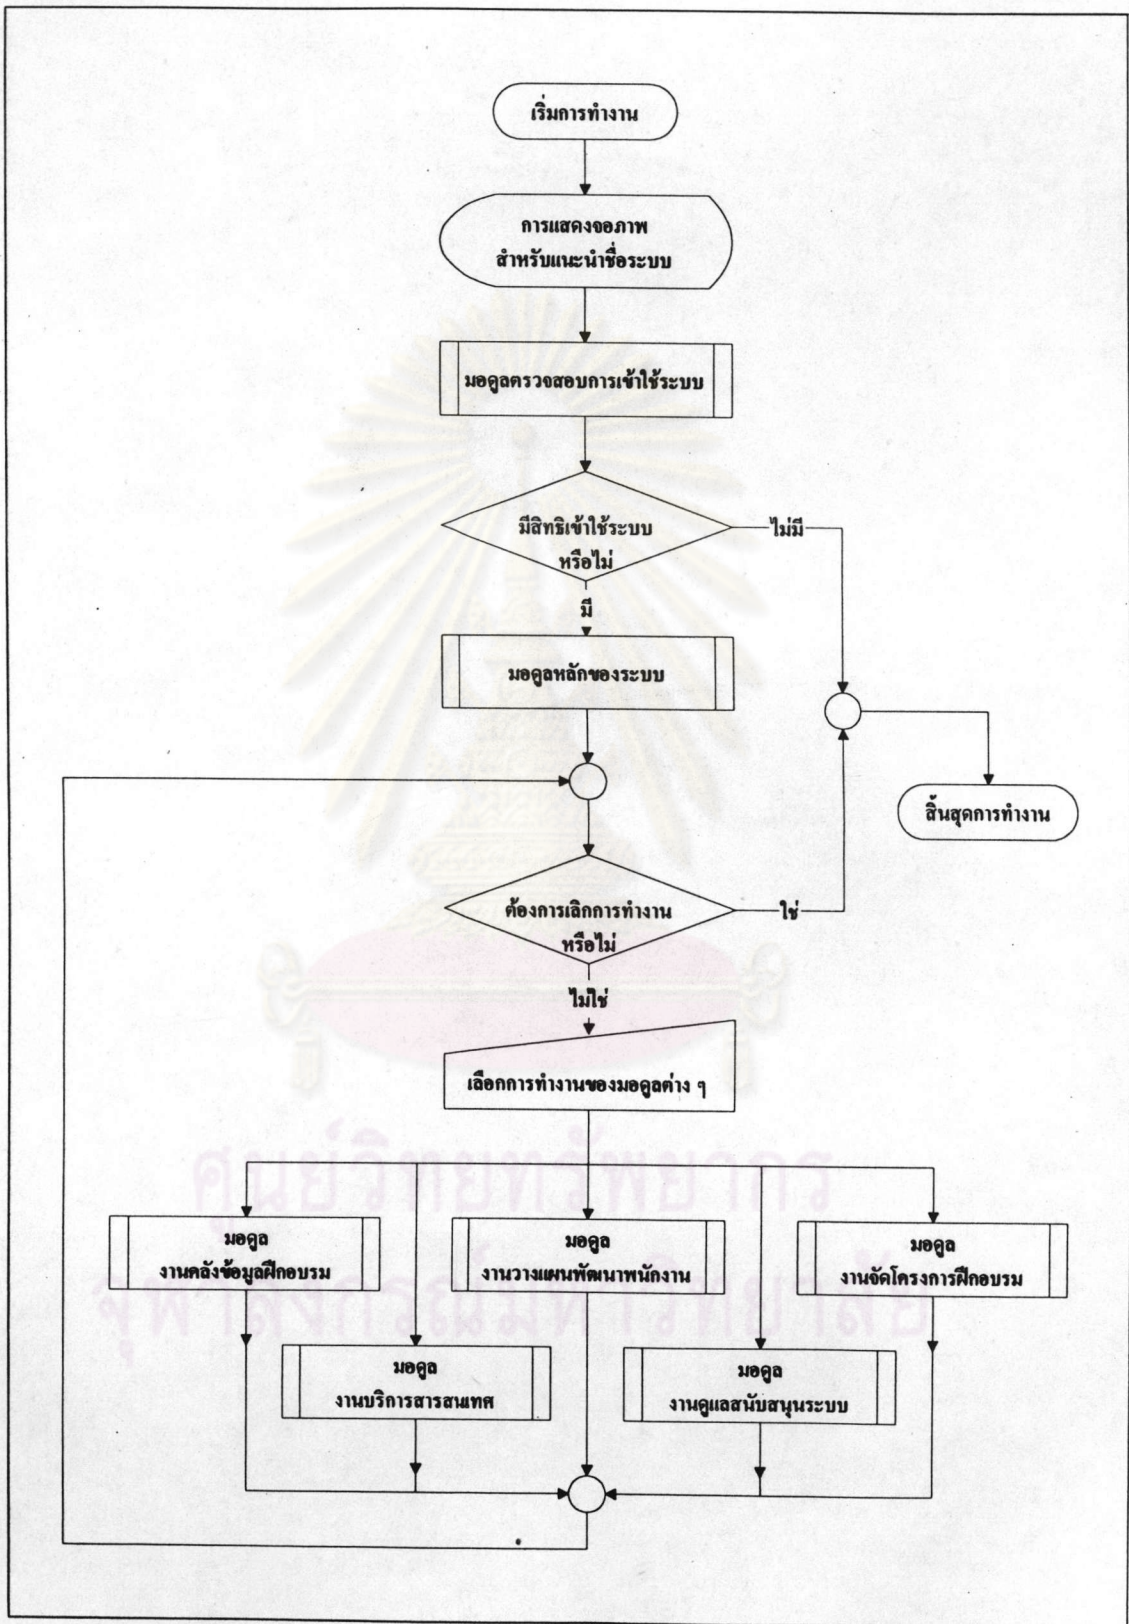 เริ่มการทำงาน
การแสดงจอภาพ
สำหรับแนะนำชื่อระบบ
มอดูลตรวจสอบการเข้าใช้ระบบ
มีสิทธิเข้าใช้ระบบ
หรือไม่
ไม่มี
มี
มอดูลหลักของระบบ
สิ้นสุดการทำงาน
ต้องการเลิกการทำงาน
หรือไม่
ใช่
ไม่ใช่
เลือกการทำงานของมอดูลต่าง ๆ
มอดูล
งานคลังข้อมูลฝึกอบรม
มอดูล
งานวางแผนพัฒนาพนักงาน
มอดูล
งานจัดโครงการฝึกอบรม
มอดูล
งานบริการสารสนเทศ
มอดูล
งานดูแลสนับสนุนระบบ
ศูนย์วิทยทรัพยากร
จุฬาลงกรณ์มหาวิทยาลัย